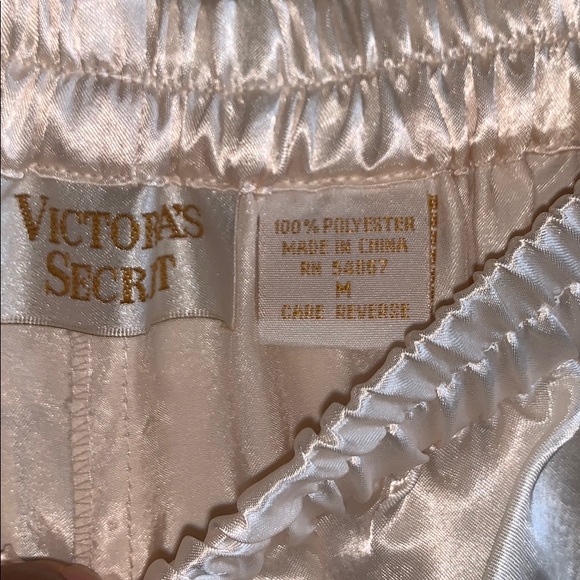 VICTORIA'S
SECRET
100% POLYESTER
MADE IN CHINA
RN 54867
M
CARE REVERSE